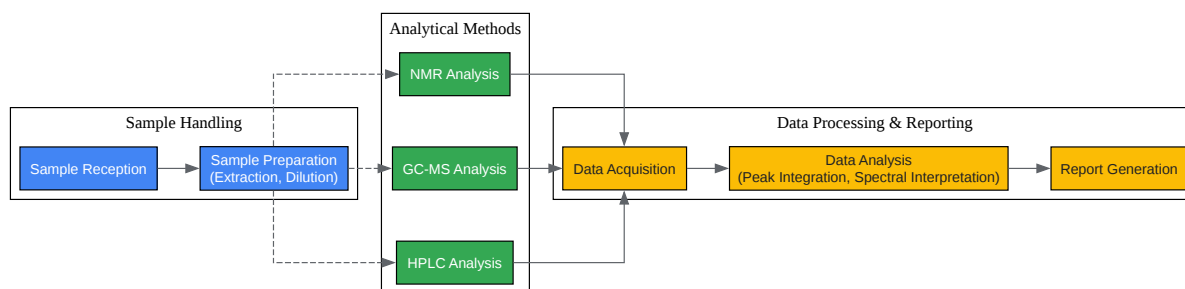 Analytical Methods
NMR Analysis
Sample Handling
Data Processing & Reporting
Sample Reception
Sample Preparation
(Extraction, Dilution)
GC-MS Analysis
Data Acquisition
Data Analysis
(Peak Integration, Spectral Interpretation)
Report Generation
HPLC Analysis